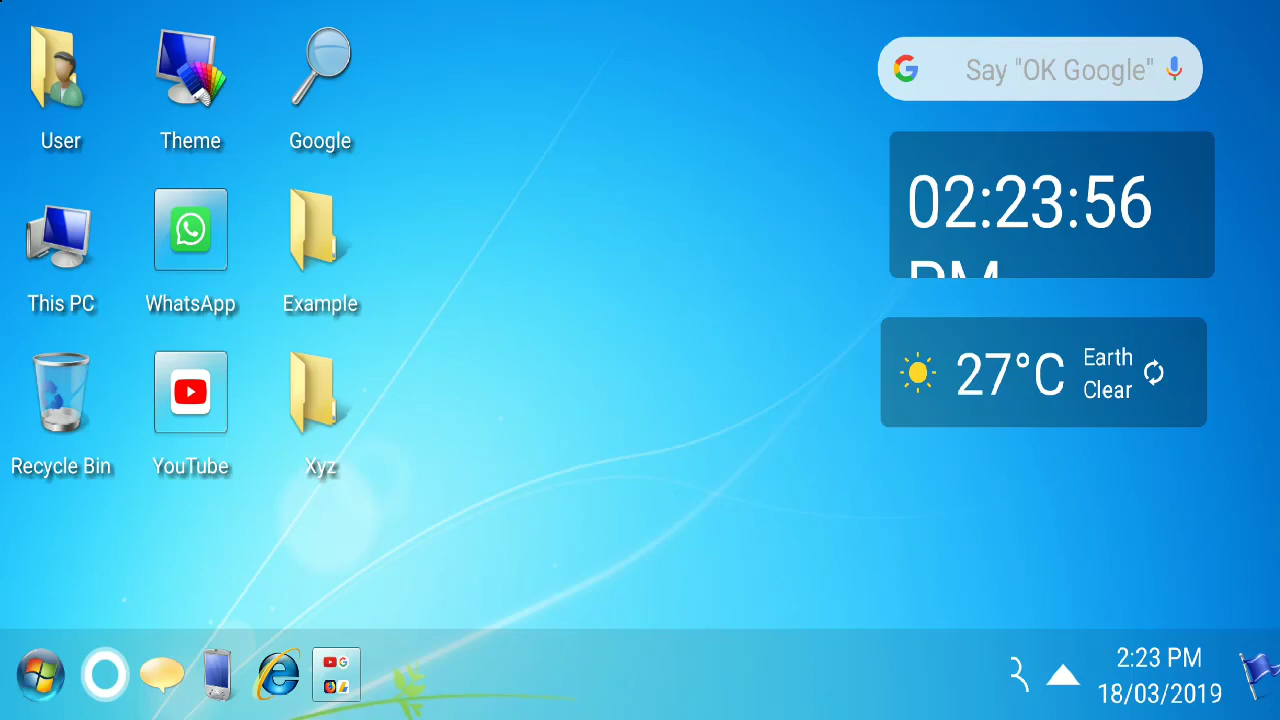 User
Theme
Google
Say "OK Google"
02:23:56
PM
This PC
WhatsApp
Example
27°C
Earth
Clear
Recycle Bin
YouTube
Xyz
2:23 PM
18/03/2019